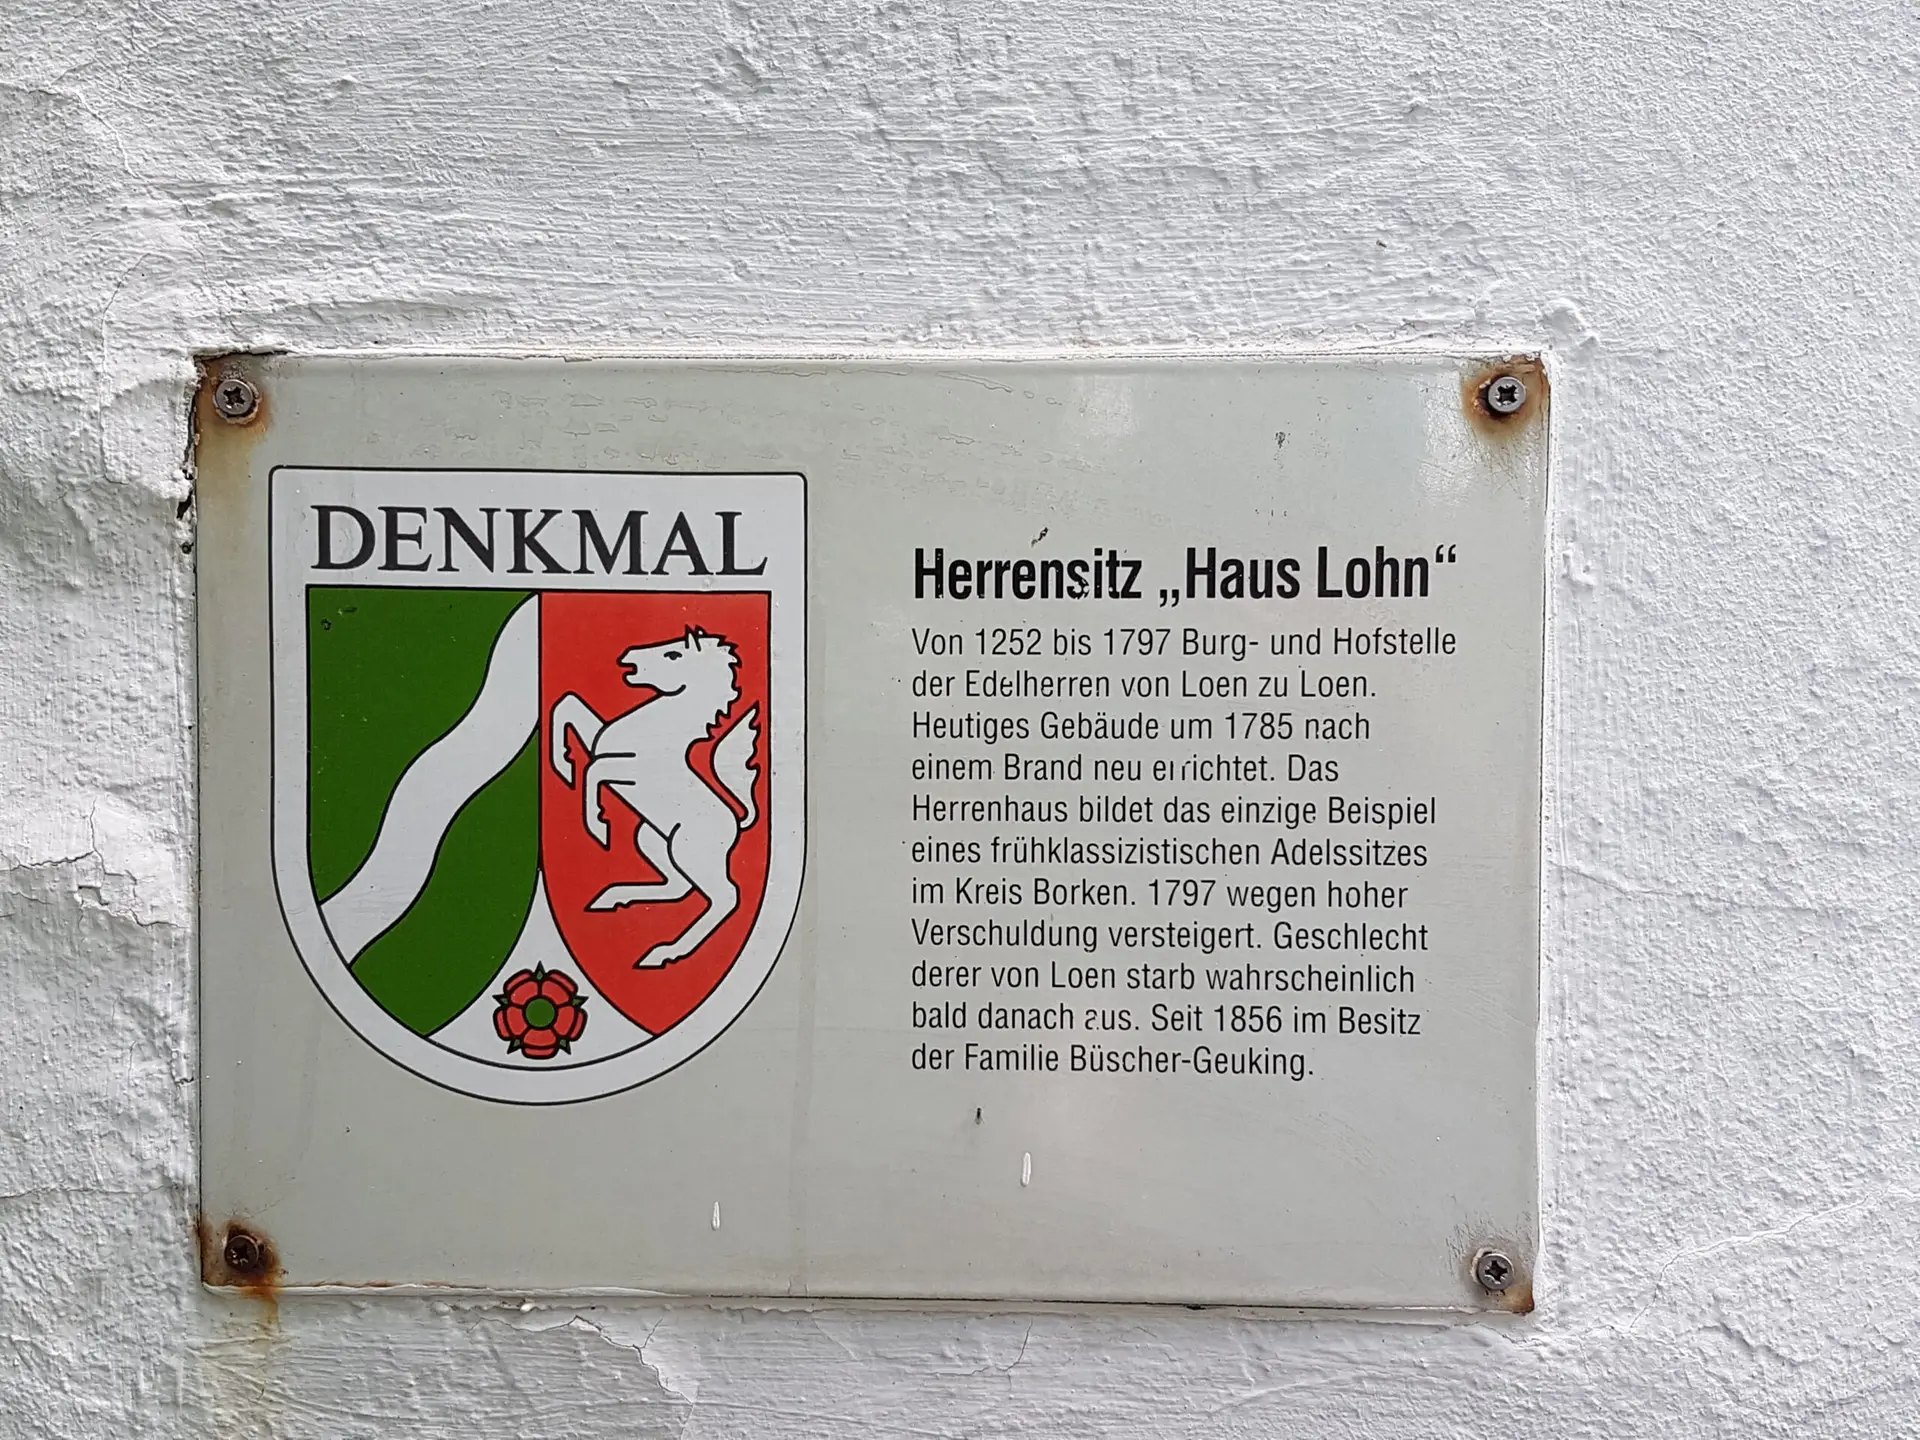 DENKMAL
Herrensitz „Haus Lohn“
Von 1252 bis 1797 Burg- und Hofstelle
der Edelherren von Loen zu Loen.
Heutiges Gebäude um 1785 nach
einem Brand neu errichtet. Das
Herrenhaus bildet das einzige Beispiel
eines frühklassizistischen Adelssitzes
im Kreis Borken. 1797 wegen hoher
Verschuldung versteigert. Geschlecht
derer von Loen starb wahrscheinlich
bald danach aus. Seit 1856 im Besitz
der Familie Büscher-Geuking.